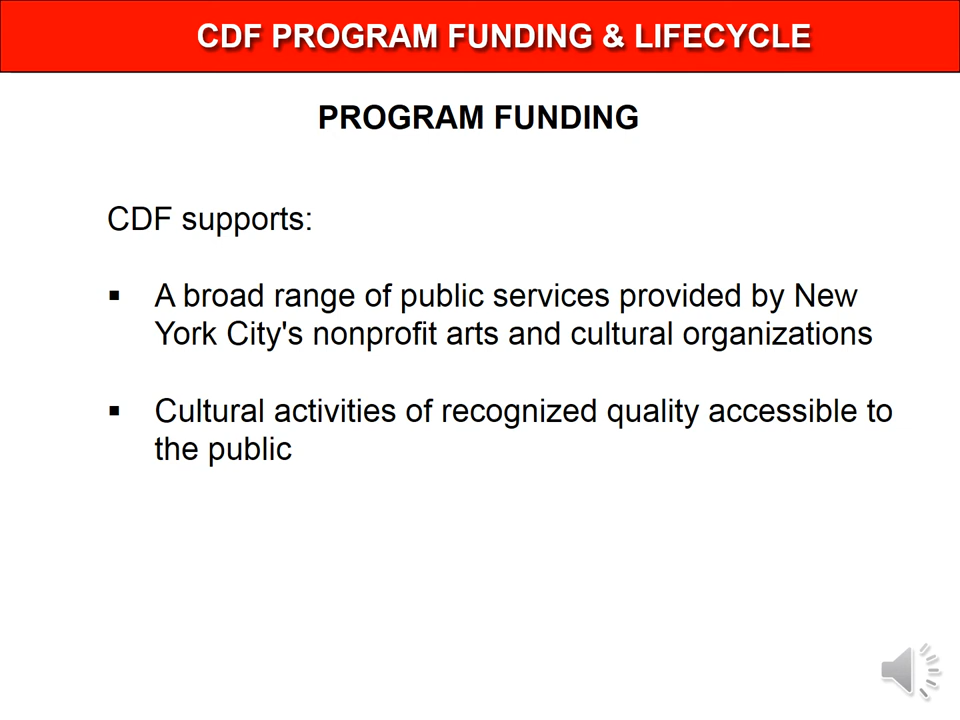 CDF PROGRAM FUNDING & LIFECYCLE
PROGRAM FUNDING
CDF supports:
▪ A broad range of public services provided by New
York City's nonprofit arts and cultural organizations
▪ Cultural activities of recognized quality accessible to
the public